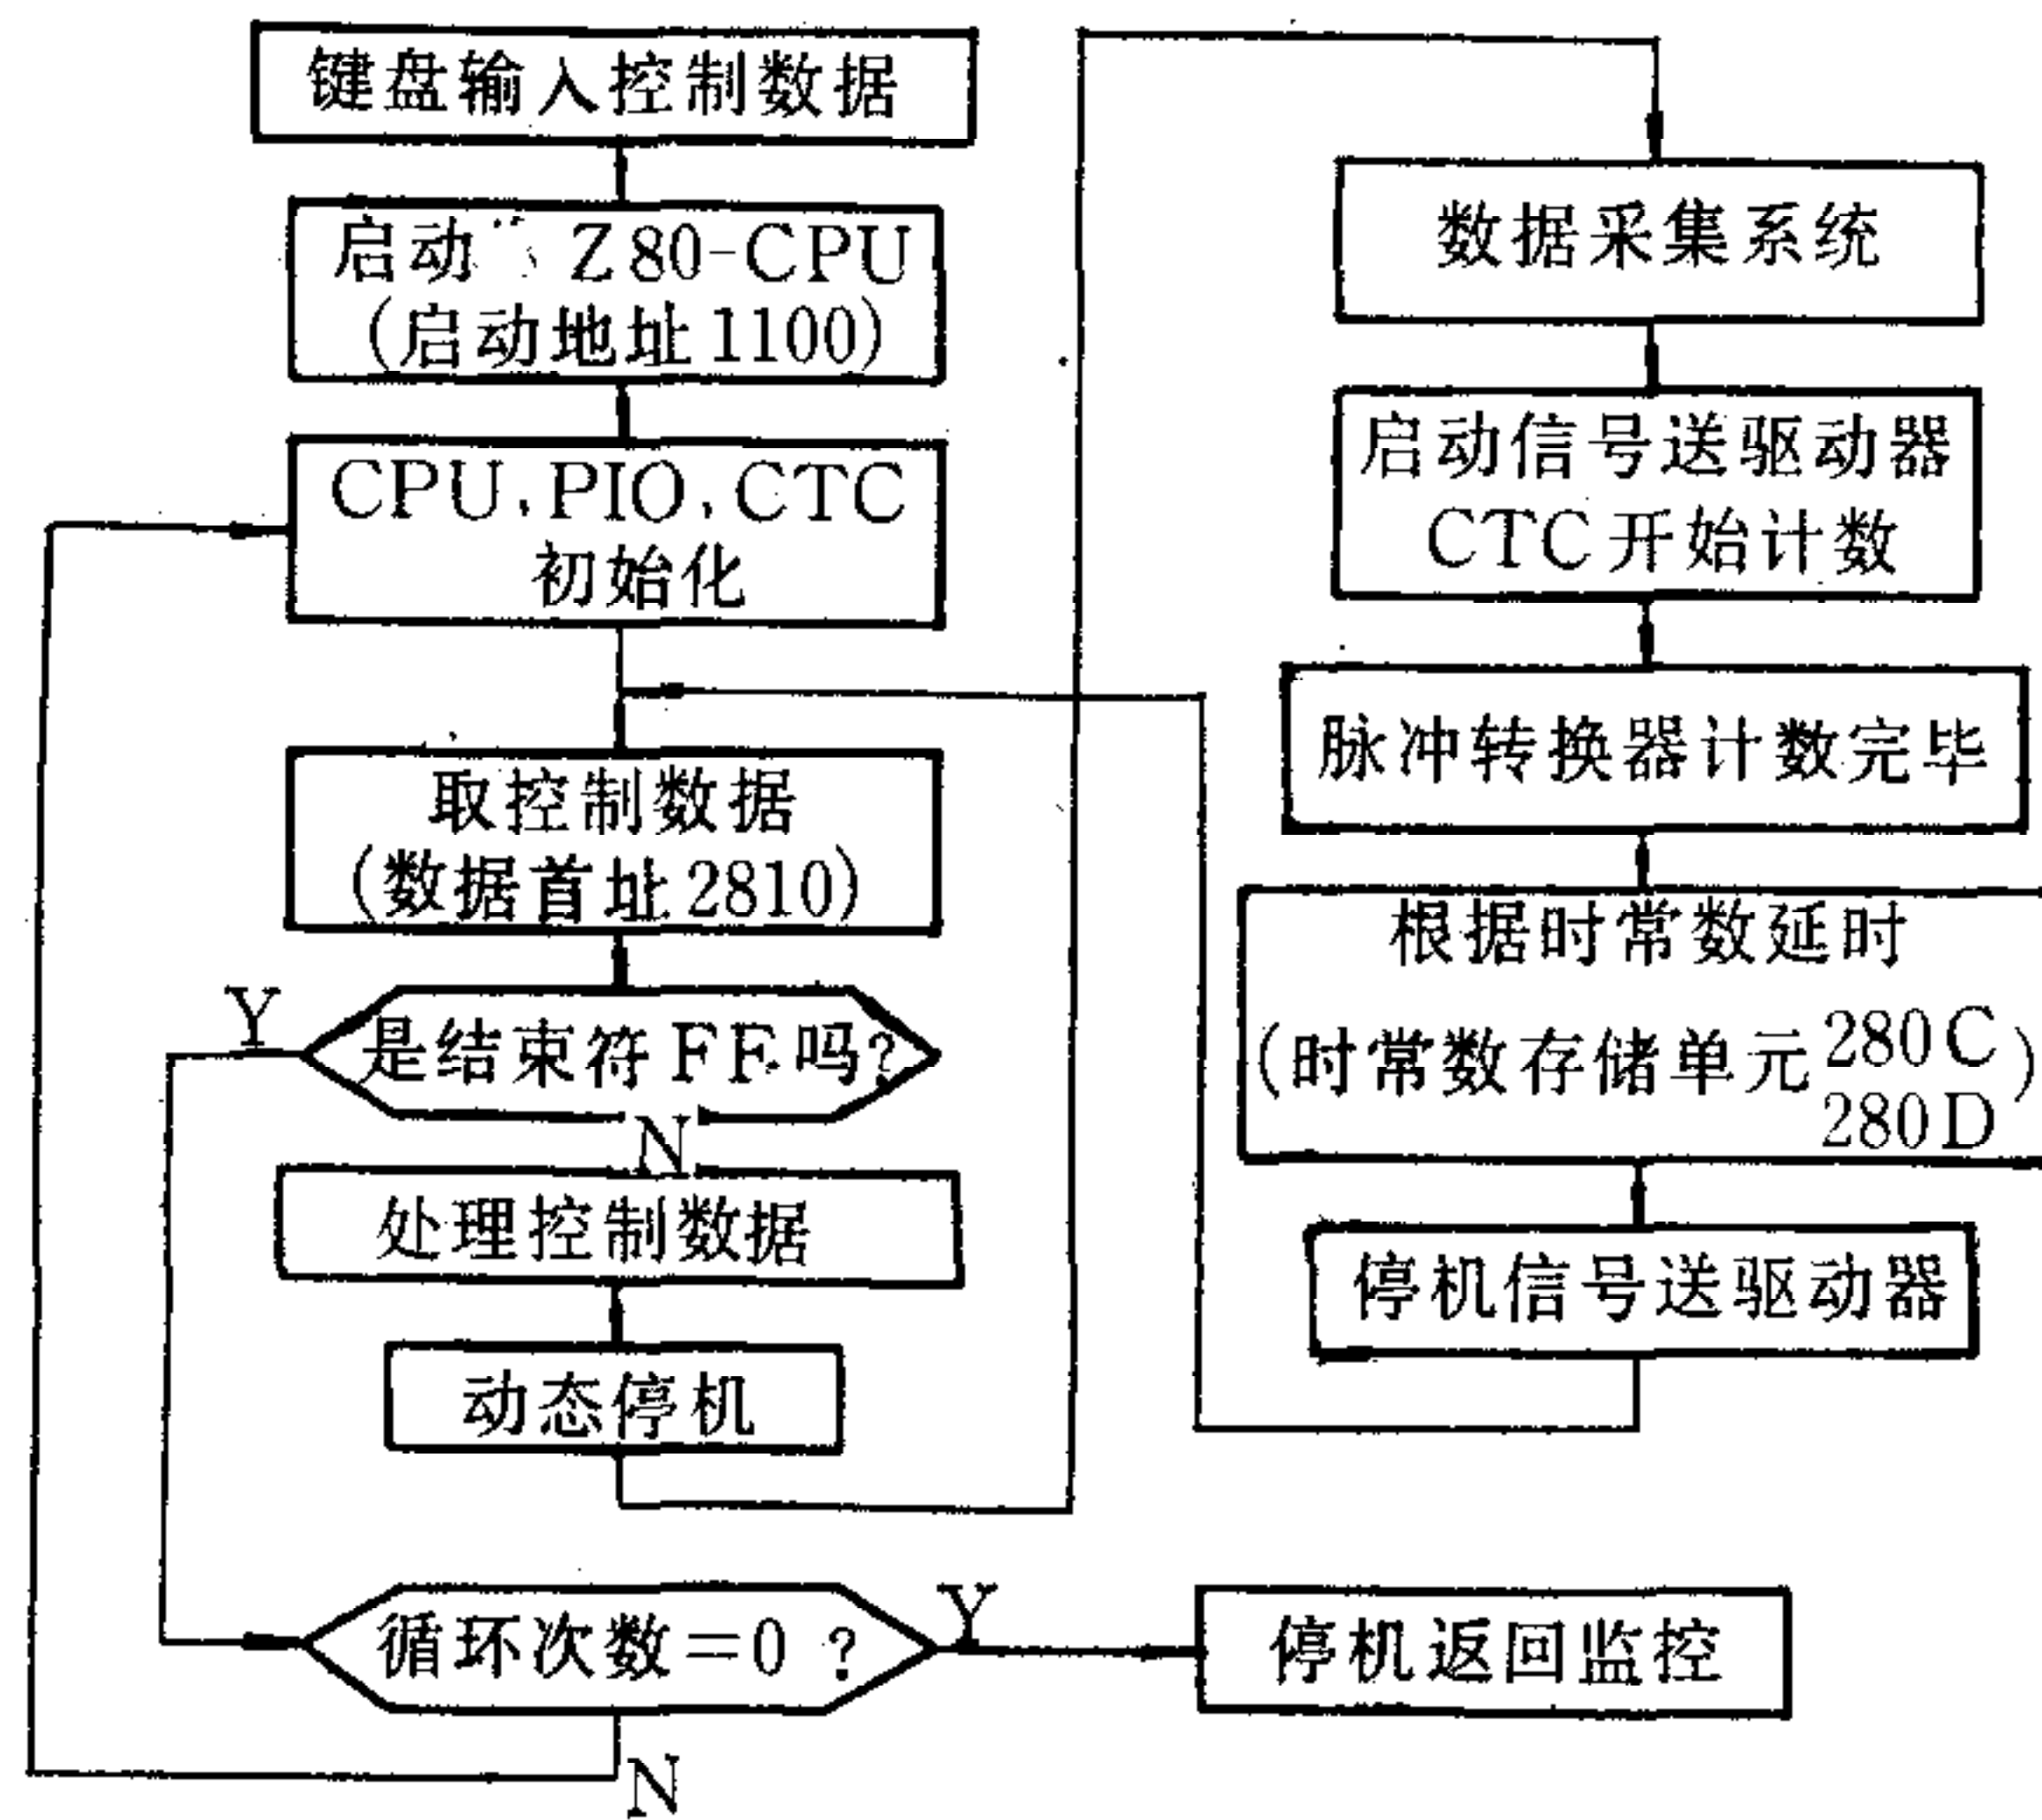 键盘输入控制数据
启动 Z80-CPU
(启动地址1100)
CPU,PIO,CTC
初始化
取控制数据
(数据首址2810)
Y
是结束符FF吗?
N
处理控制数据
动态停机
循环次数=0?
Y
N
停机返回监控
数据采集系统
启动信号送驱动器
CTC开始计数
脉冲转换器计数完毕
根据时常数延时
(时常数存储单元280C
280D)
停机信号送驱动器